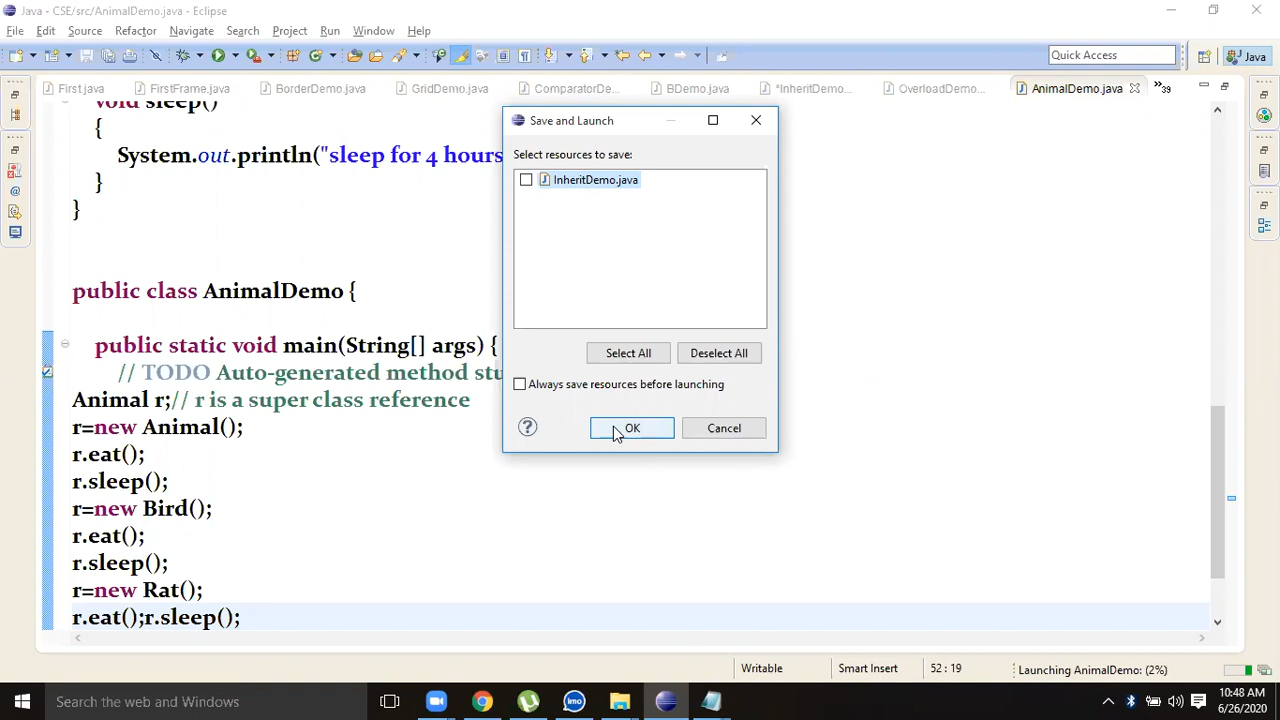 Java - CSE/src/AnimalDemo.java - Eclipse
File Edit Source Refactor Navigate Search Project Run Window Help
Quick Access
Java
First.java
FirstFrame.java
BorderDemo.java
GridDemo.java
ComparatorDe...
BDemo.java
*InheritDemo...
OverloadDemo...
AnimalDemo.java
»39
void sleep()
{
System.out.println("sleep for 4 hours
}
}
public class AnimalDemo {
public static void main(String[] args) {
// TODO Auto-generated method stu
Animal r;// r is a super class reference
r=new Animal();
r.eat();
r.sleep();
r=new Bird();
r.eat();
r.sleep();
r=new Rat();
r.eat();r.sleep();
Save and Launch
Select resources to save:
InheritDemo.java
Select All
Deselect All
Always save resources before launching
OK
Cancel
Writable
Smart Insert
52 : 19
Launching AnimalDemo: (2%)
Search the web and Windows
imo
10:48 AM
6/26/2020